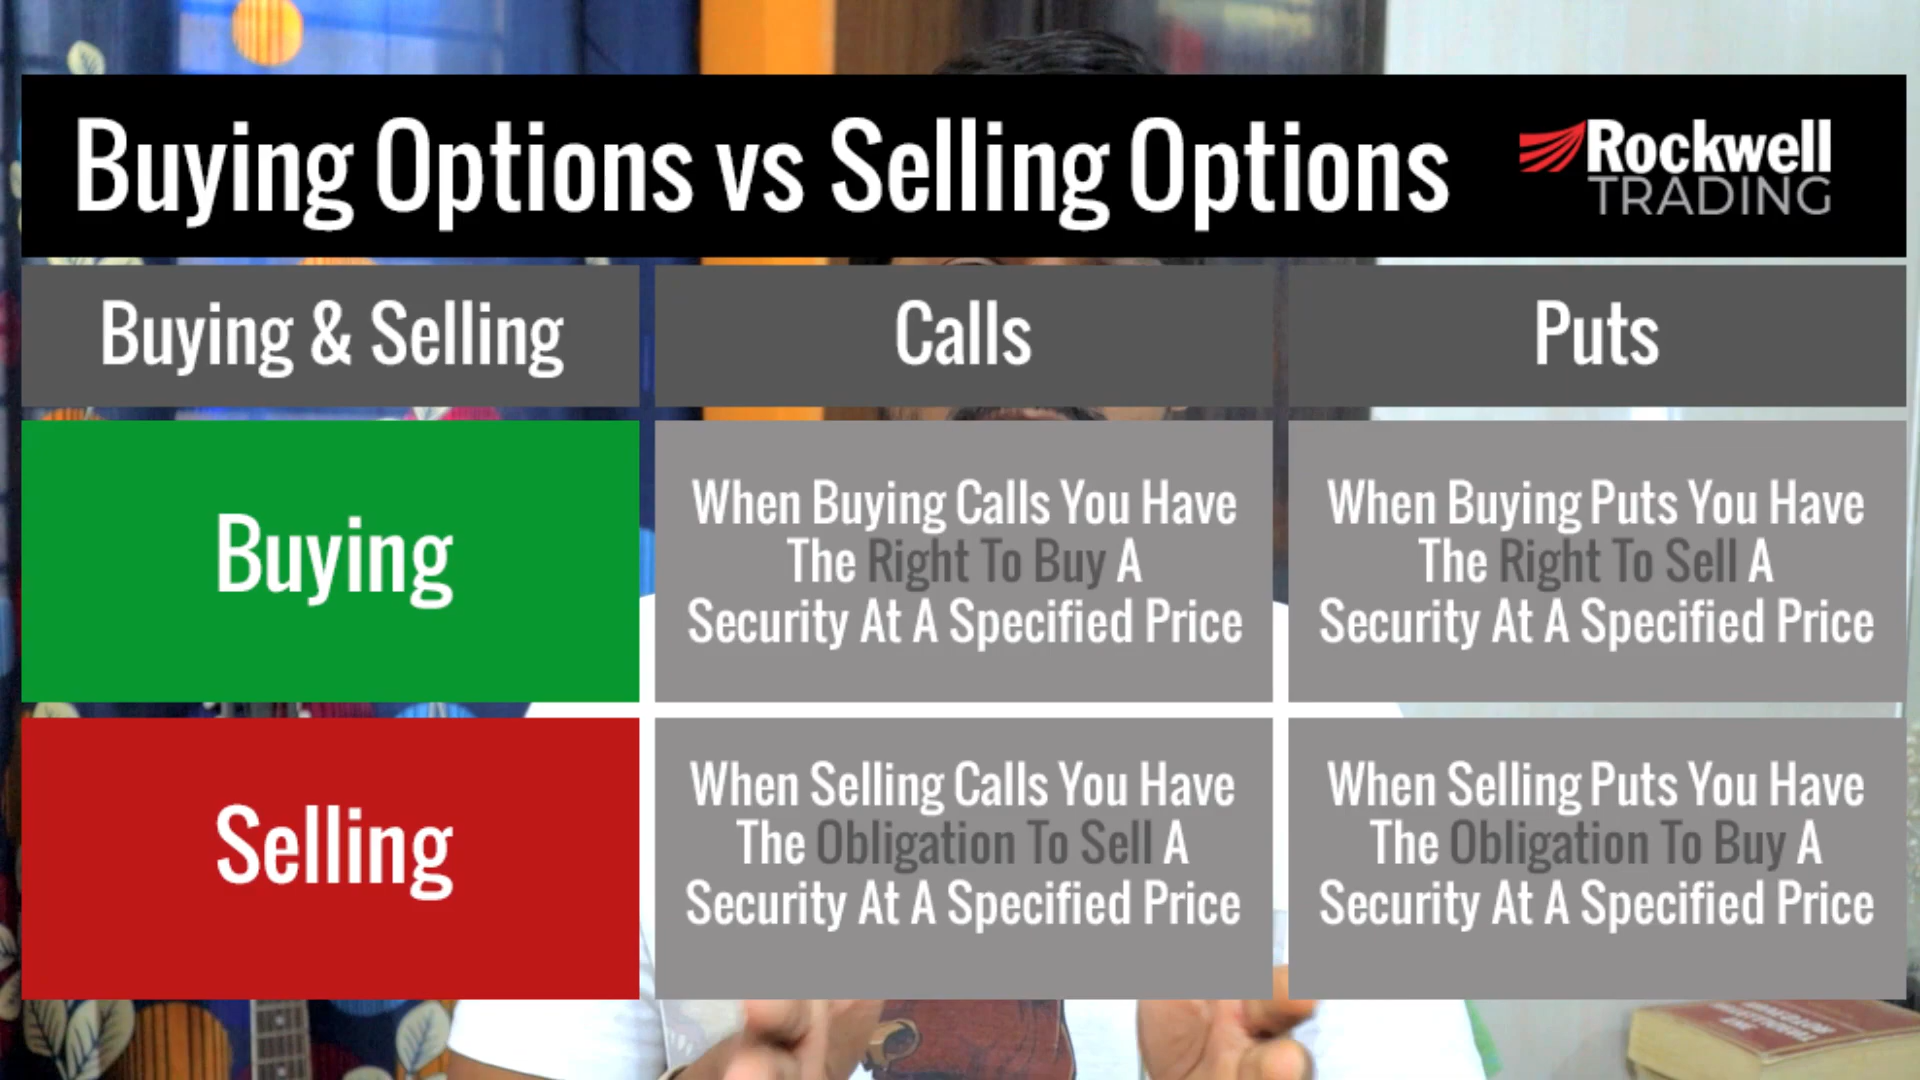 Buying Options vs Selling Options
Rockwell
TRADING
Buying & Selling
Calls
Puts
Buying
When Buying Calls You Have
The Right To Buy A
Security At A Specified Price
When Buying Puts You Have
The Right To Sell A
Security At A Specified Price
Selling
When Selling Calls You Have
The Obligation To Sell A
Security At A Specified Price
When Selling Puts You Have
The Obligation To Buy A
Security At A Specified Price